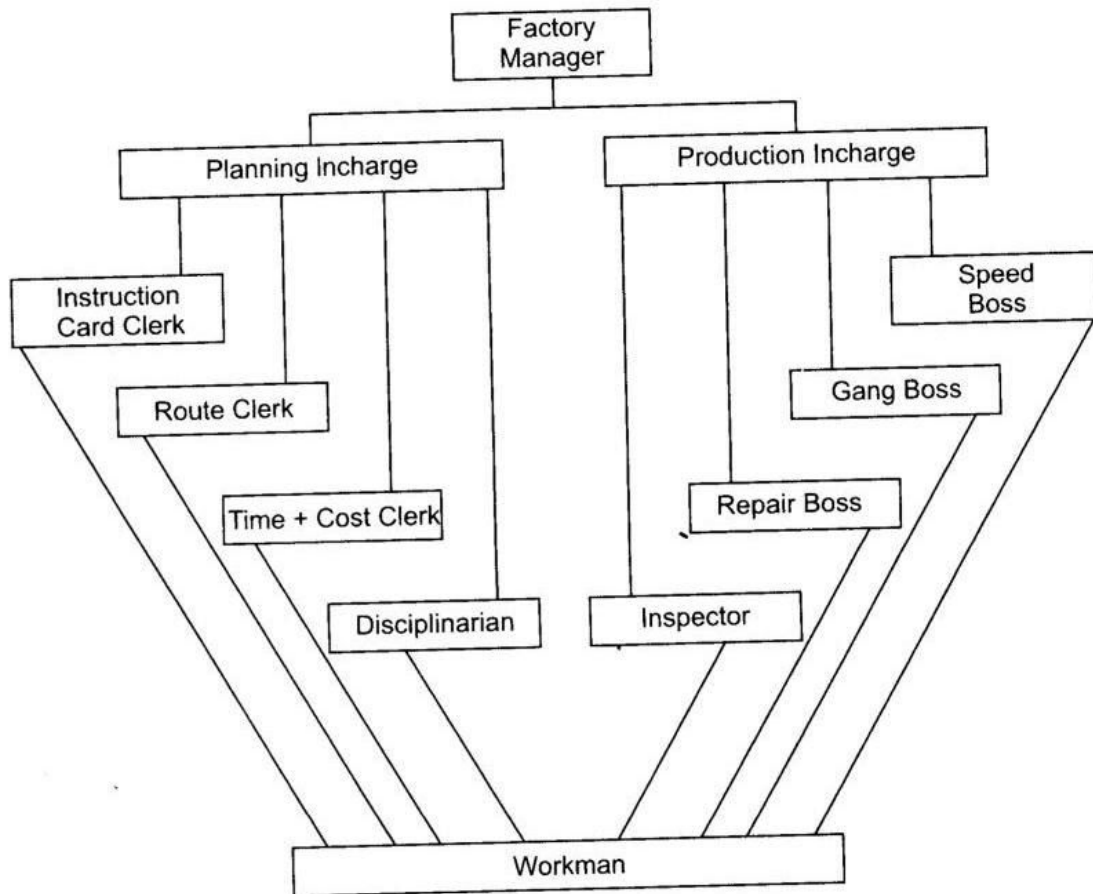 Factory
Manager
Planning Incharge
Production Incharge
Instruction
Card Clerk
Speed
Boss
Route Clerk
Gang Boss
Time + Cost Clerk
Repair Boss
Disciplinarian
Inspector
Workman